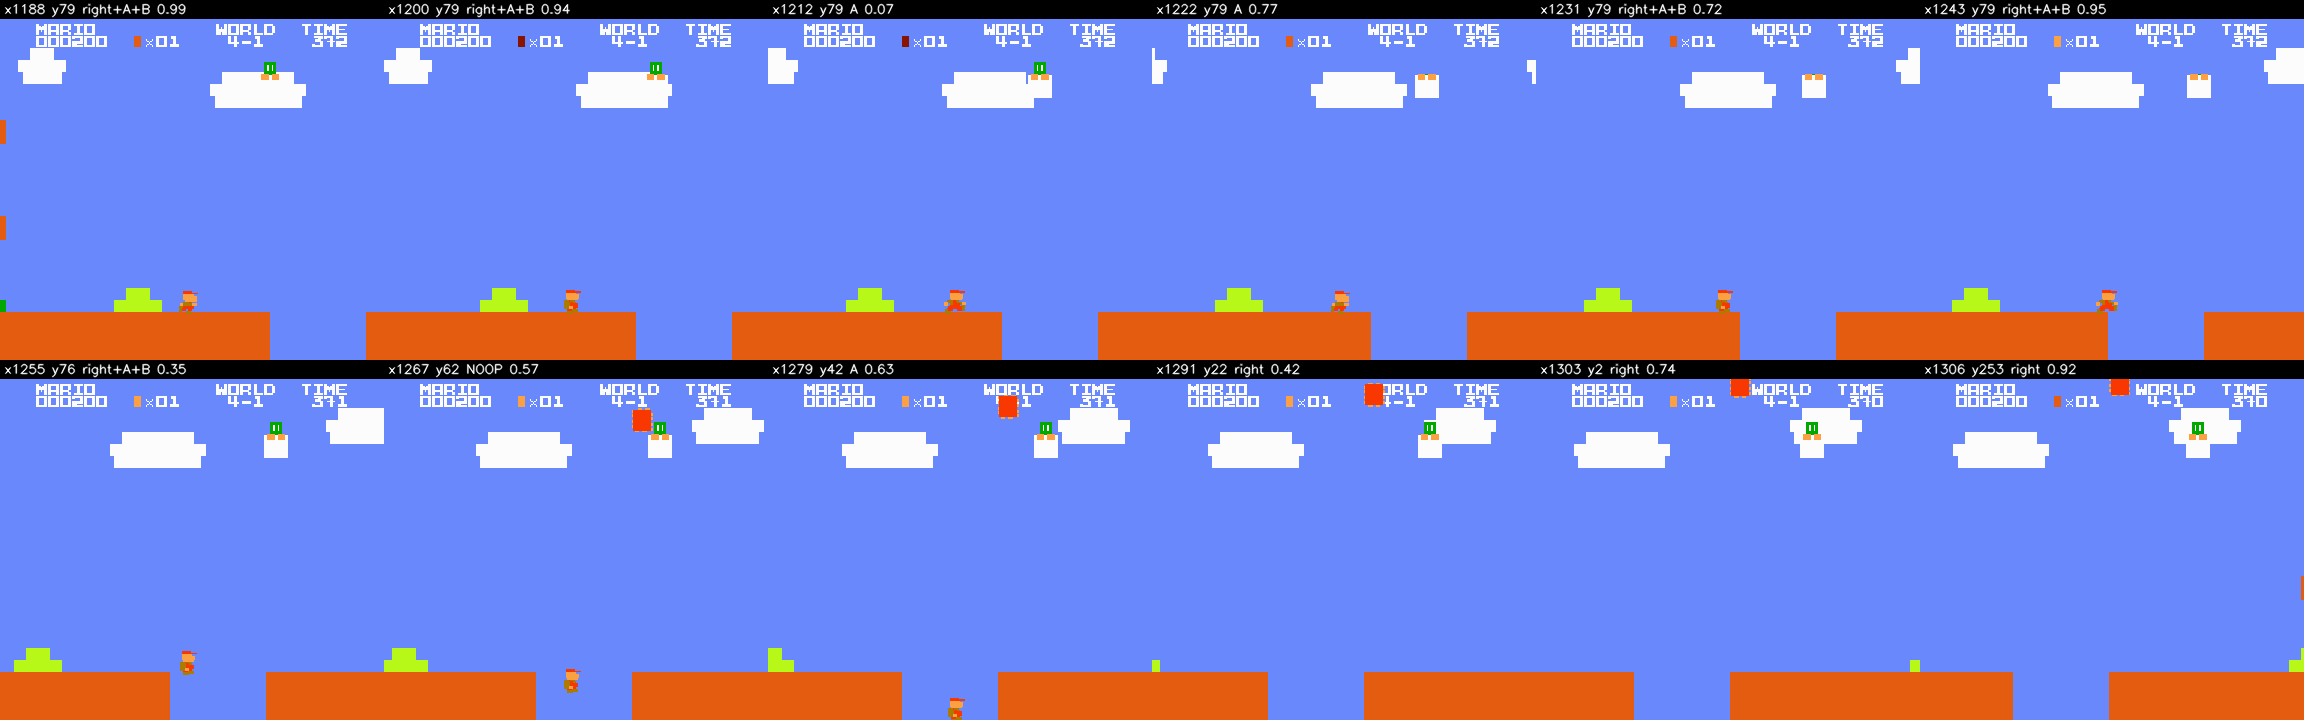 x1188 y79 right+A+B 0.99
MARIO WORLD TIME
000200 ×01 4-1 372
x1200 y79 right+A+B 0.94
MARIO WORLD TIME
000200 ×01 4-1 372
x1212 y79 A 0.07
MARIO WORLD TIME
000200 ×01 4-1 372
x1222 y79 A 0.77
MARIO WORLD TIME
000200 ×01 4-1 372
x1231 y79 right+A+B 0.72
MARIO WORLD TIME
000200 ×01 4-1 372
x1243 y79 right+A+B 0.95
MARIO WORLD TIME
000200 ×01 4-1 372
x1255 y76 right+A+B 0.35
MARIO WORLD TIME
000200 ×01 4-1 371
x1267 y62 NOOP 0.57
MARIO WORLD TIME
000200 ×01 4-1 371
x1279 y42 A 0.63
MARIO WORLD TIME
000200 ×01 4-1 371
x1291 y22 right 0.42
MARIO WORLD TIME
000200 ×01 4-1 371
x1303 y2 right 0.74
MARIO WORLD TIME
000200 ×01 4-1 370
x1306 y253 right 0.92
MARIO WORLD TIME
000200 ×01 4-1 370